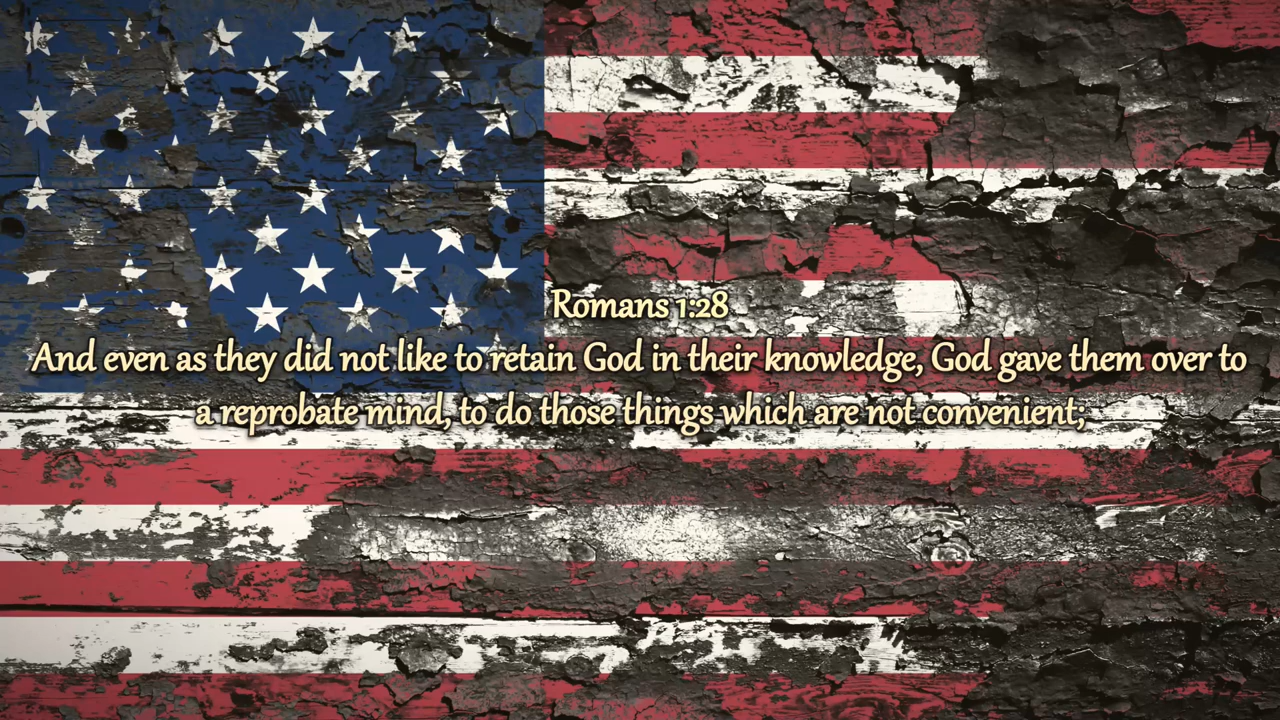 Romans 1:28
And even as they did not like to retain God in their knowledge, God gave them over to
a reprobate mind, to do those things which are not convenient;